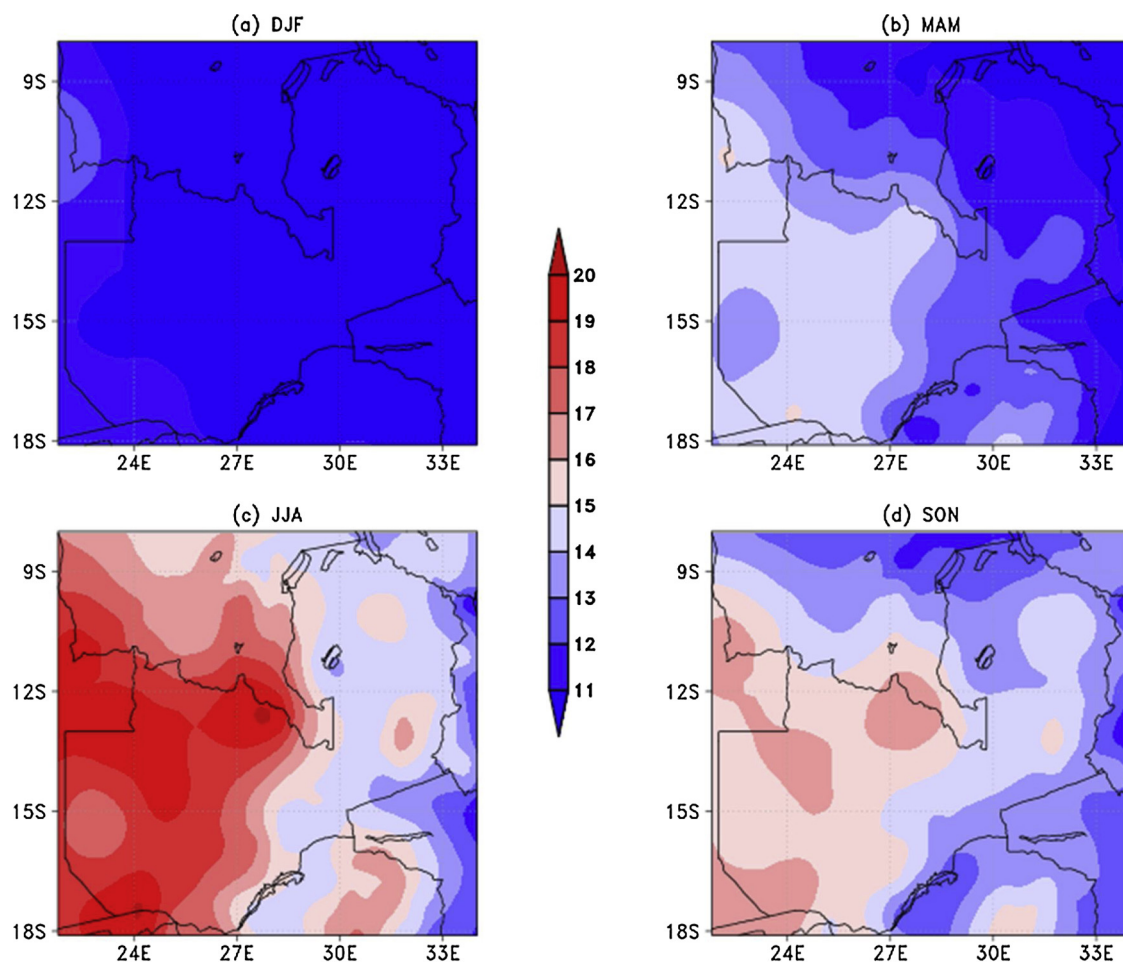 (a) DJF
9S
12S
15S
18S
24E 27E 30E 33E
(b) MAM
9S
12S
15S
18S
24E 27E 30E 33E
20
19
18
17
16
15
14
13
12
11
(c) JJA
9S
12S
15S
18S
24E 27E 30E 33E
(d) SON
9S
12S
15S
18S
24E 27E 30E 33E